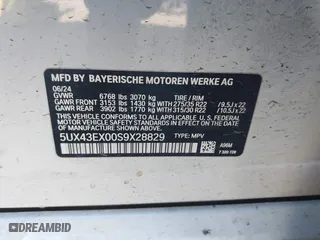 MFD BY BAYERISCHE MOTOREN WERKE AG
06/24
GVWR 6768 lbs 3070 kg TIRE / RIM
GAWR FRONT 3153 lbs 1430 kg 275/35 R22 / 9.5J x 22
GAWR REAR 3902 lbs 1770 kg 315/30 R22 / 10.5J x 22
THIS VEHICLE CONFORMS TO ALL APPLICABLE U.S. FEDERAL
MOTOR VEHICLE SAFETY STANDARDS IN EFFECT ON THE DATE
OF MANUFACTURE SHOWN ABOVE.
5UX43EX00S9X28829 TYPE: MPV